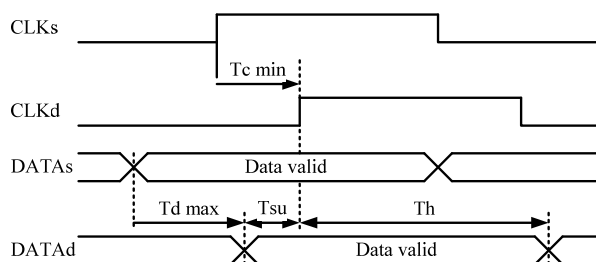 CLKs
Tc min
CLKd
DATAs Data valid
Td max Tsu Th
DATAd Data valid